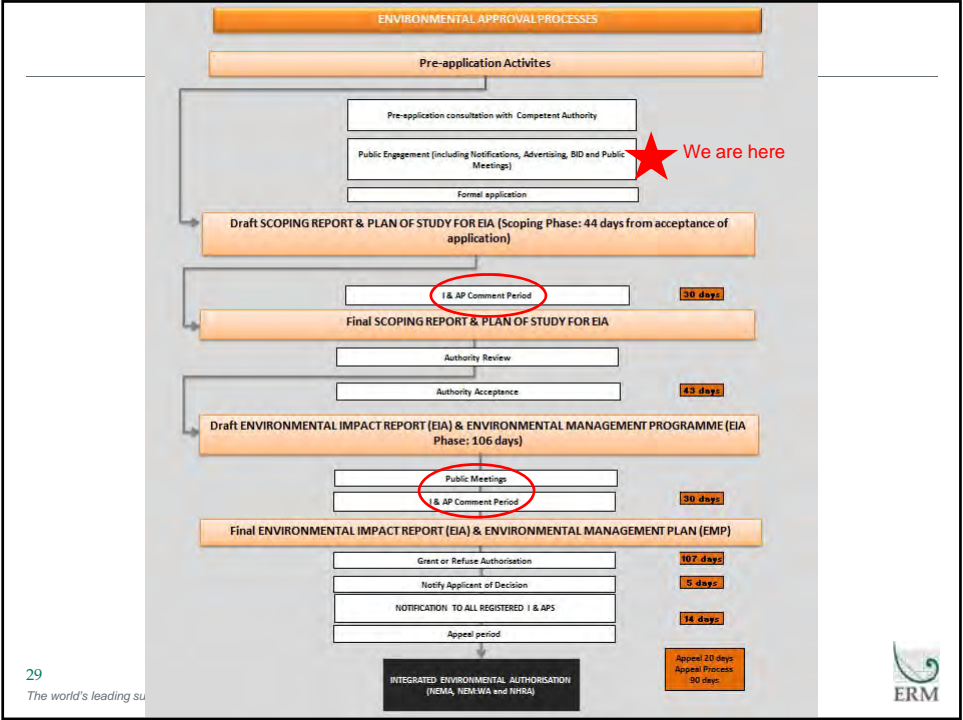 ENVIRONMENTAL APPROVAL PROCESSES
Pre-application Activites
Pre-application consultation with Competent Authority
Public Engagement (including Notifications, Advertising, BID and Public
Meetings)
We are here
Formal application
Draft SCOPING REPORT & PLAN OF STUDY FOR EIA (Scoping Phase: 44 days from acceptance of
application)
I & AP Comment Period
30 days
Final SCOPING REPORT & PLAN OF STUDY FOR EIA
Authority Review
Authority Acceptance
43 days
Draft ENVIRONMENTAL IMPACT REPORT (EIA) & ENVIRONMENTAL MANAGEMENT PROGRAMME (EIA
Phase: 106 days)
Public Meetings
I & AP Comment Period
30 days
Final ENVIRONMENTAL IMPACT REPORT (EIA) & ENVIRONMENTAL MANAGEMENT PLAN (EMP)
Grant or Refuse Authorisation
107 days
Notify Applicant of Decision
5 days
NOTIFICATION TO ALL REGISTERED I & APS
14 days
Appeal period
INTEGRATED ENVIRONMENTAL AUTHORISATION
(NEMA, NEM:WA and NHRA)
Appeal 20 days
Appeal Process
90 days
29
The world's leading su
ERM